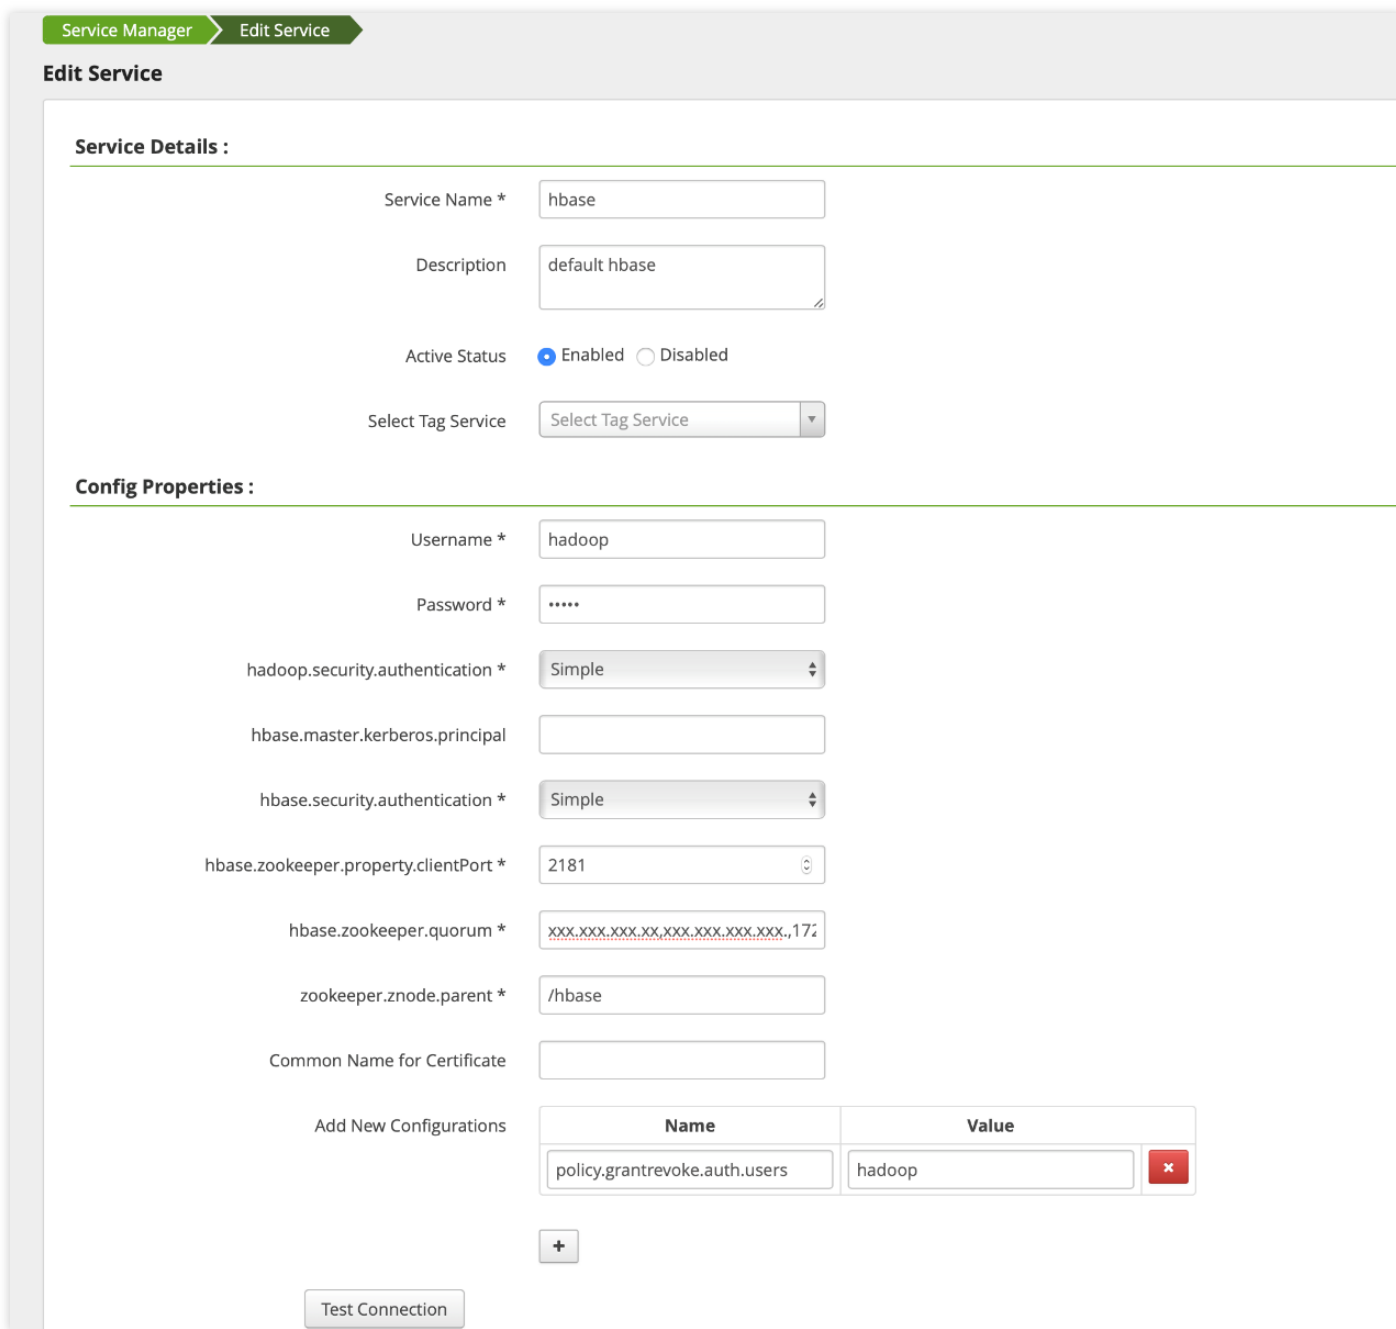 Service Manager Edit Service
Edit Service
Service Details :
Service Name * hbase
Description default hbase
Active Status Enabled Disabled
Select Tag Service Select Tag Service
Config Properties :
Username * hadoop
Password * •••••
hadoop.security.authentication * Simple
hbase.master.kerberos.principal
hbase.security.authentication * Simple
hbase.zookeeper.property.clientPort * 2181
hbase.zookeeper.quorum * xxx.xxx.xxx.xx,xxx.xxx.xxx.xxx.,172
zookeeper.znode.parent * /hbase
Common Name for Certificate
Add New Configurations Name Value
policy.grantrevoke.auth.users hadoop
+
Test Connection